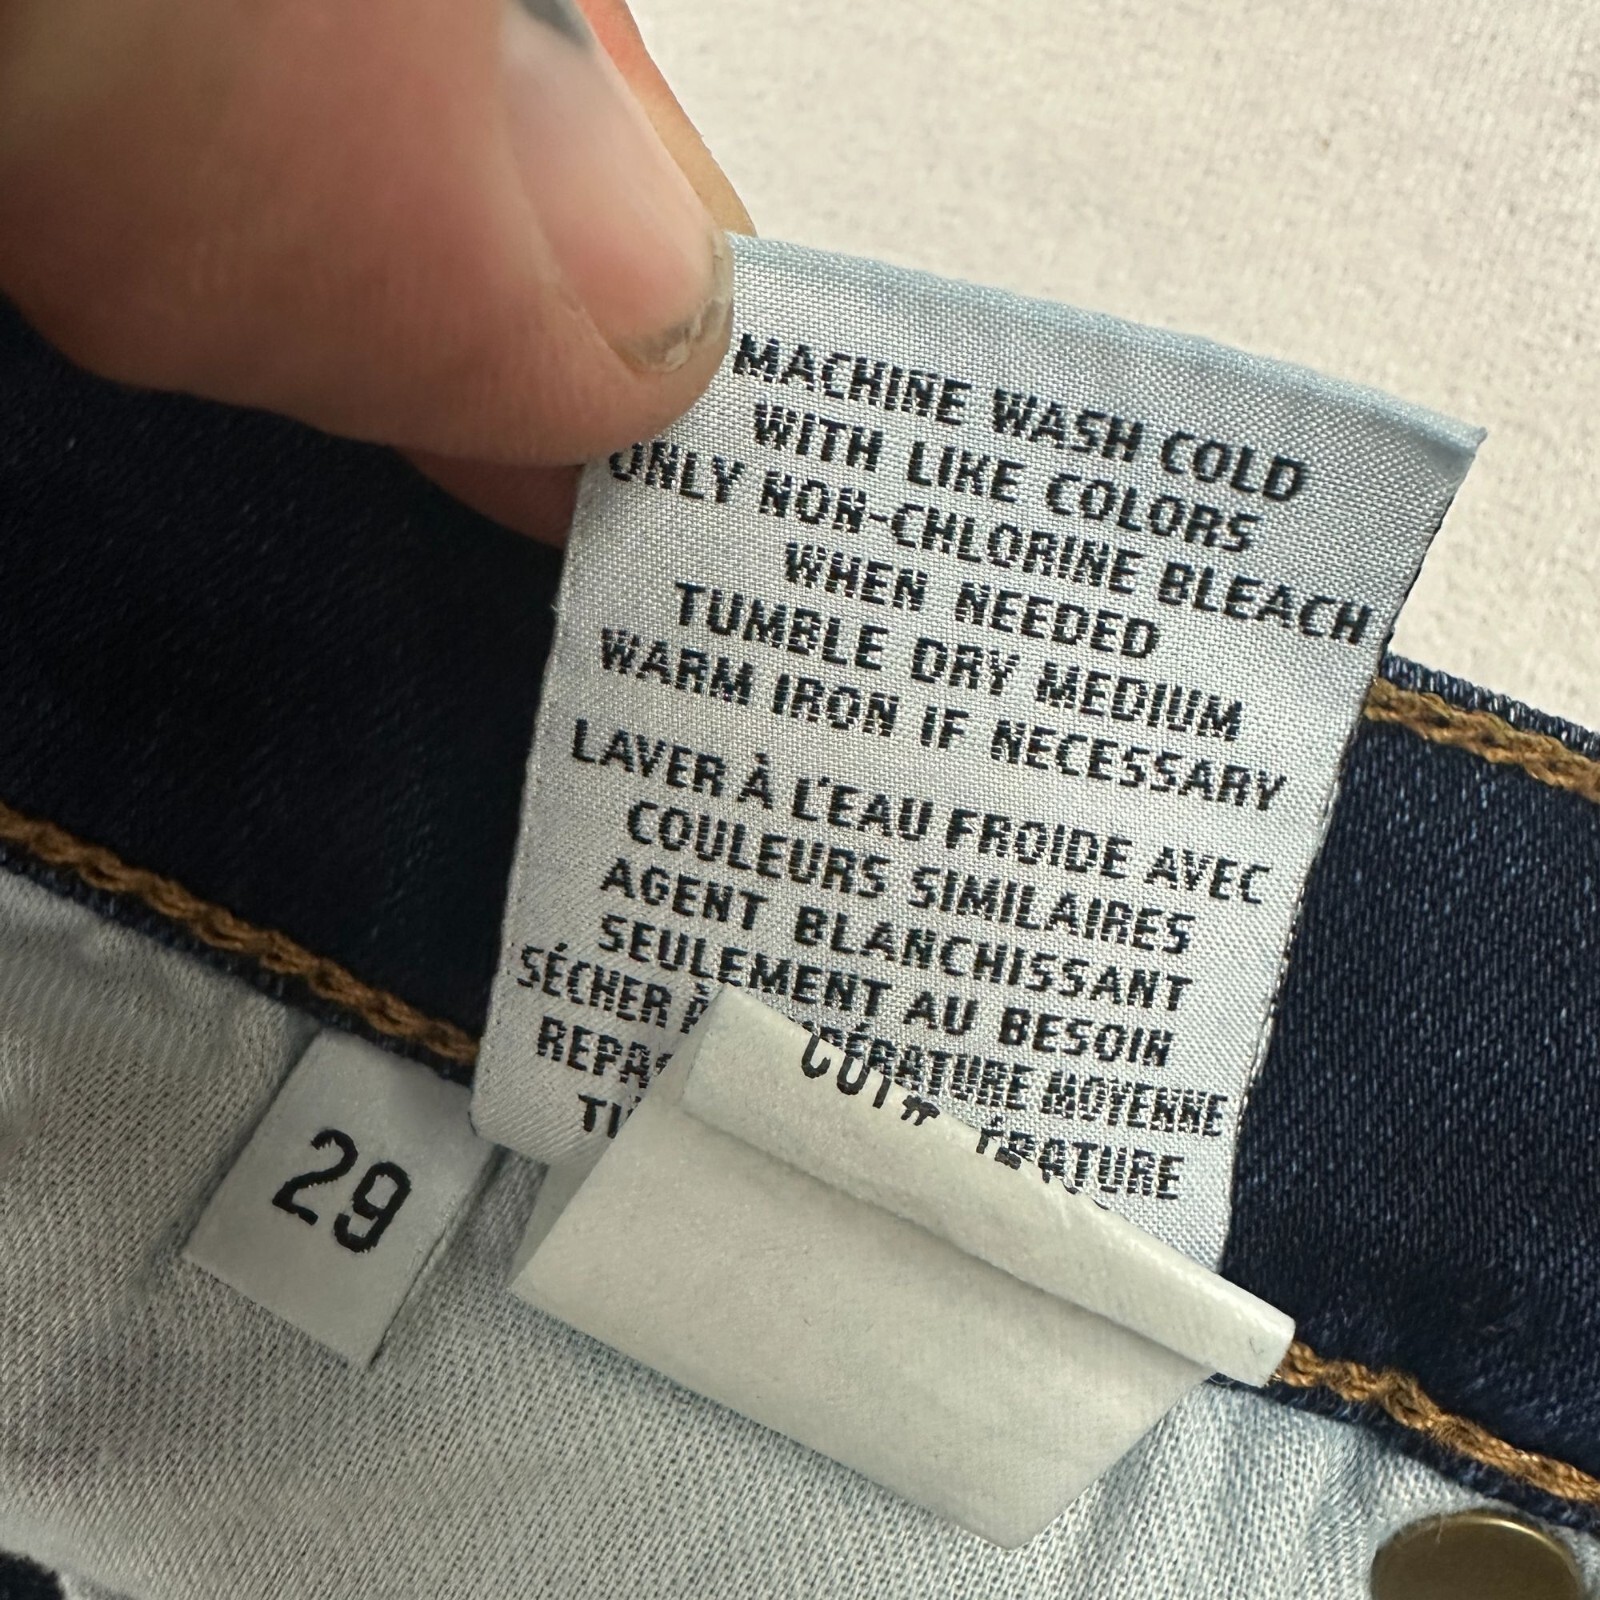 MACHINE WASH COLD
WITH LIKE COLORS
ONLY NON-CHLORINE BLEACH
WHEN NEEDED
TUMBLE DRY MEDIUM
WARM IRON IF NECESSARY
LAVER À L'EAU FROIDE AVEC
COULEURS SIMILAIRES
AGENT BLANCHISSANT
SEULEMENT AU BESOIN
SÉCHER MOYENNE
29